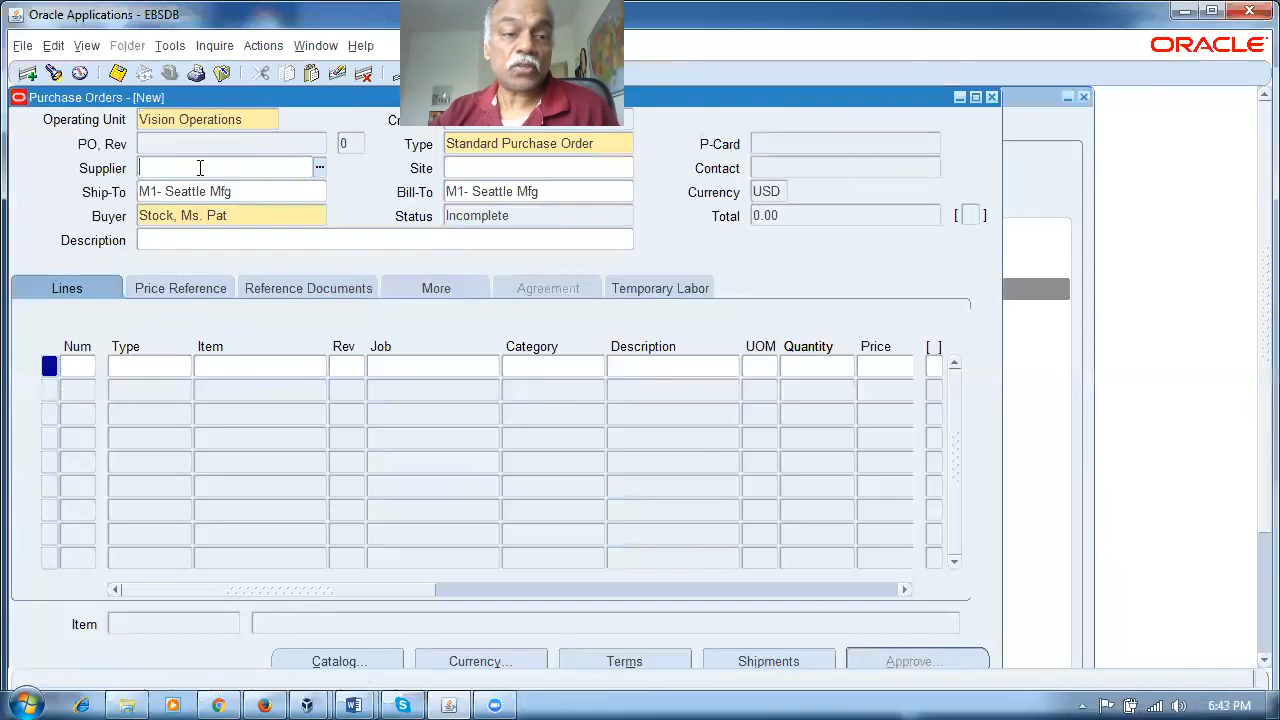 Oracle Applications - EBSDB
File Edit View Folder Tools Inquire Actions Window Help
ORACLE
Purchase Orders - [New]
Operating Unit Vision Operations
PO, Rev 0 Type Standard Purchase Order P-Card
Supplier Site Contact
Ship-To M1- Seattle Mfg Bill-To M1- Seattle Mfg Currency USD
Buyer Stock, Ms. Pat Status Incomplete Total 0.00 [ ]
Description
Lines Price Reference Reference Documents More Agreement Temporary Labor
Num Type Item Rev Job Category Description UOM Quantity Price [ ]
Item
Catalog... Currency... Terms Shipments Approve...
6:43 PM